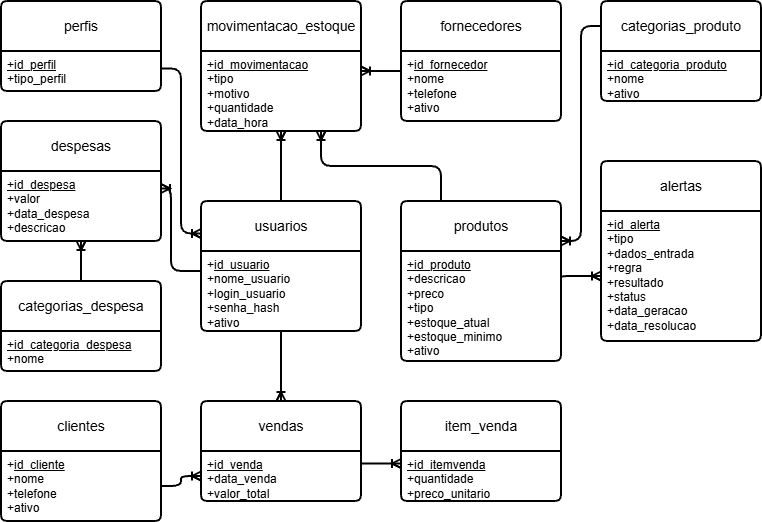 perfis
+id_perfil
+tipo_perfil
movimentacao_estoque
+id_movimentacao
+tipo
+motivo
+quantidade
+data_hora
fornecedores
+id_fornecedor
+nome
+telefone
+ativo
categorias_produto
+id_categoria_produto
+nome
+ativo
despesas
+id_despesa
+valor
+data_despesa
+descricao
usuarios
+id_usuario
+nome_usuario
+login_usuario
+senha_hash
+ativo
produtos
+id_produto
+descricao
+preco
+tipo
+estoque_atual
+estoque_minimo
+ativo
alertas
+id_alerta
+tipo
+dados_entrada
+regra
+resultado
+status
+data_geracao
+data_resolucao
categorias_despesa
+id_categoria_despesa
+nome
clientes
+id_cliente
+nome
+telefone
+ativo
vendas
+id_venda
+data_venda
+valor_total
item_venda
+id_itemvenda
+quantidade
+preco_unitario